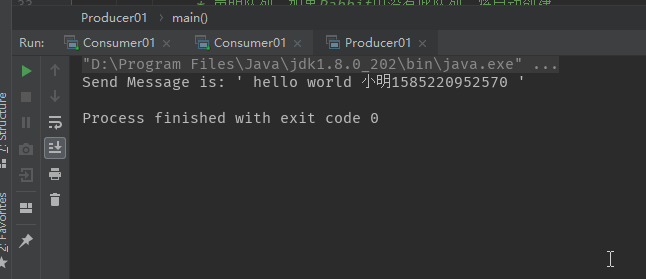 Producer01 › main()
Run: Consumer01 × Consumer01 × Producer01 ×
"D:\Program Files\Java\jdk1.8.0_202\bin\java.exe" ...
Send Message is: ' hello world 小明1585220952570 '
Process finished with exit code 0
7: Structure
2: Favorites